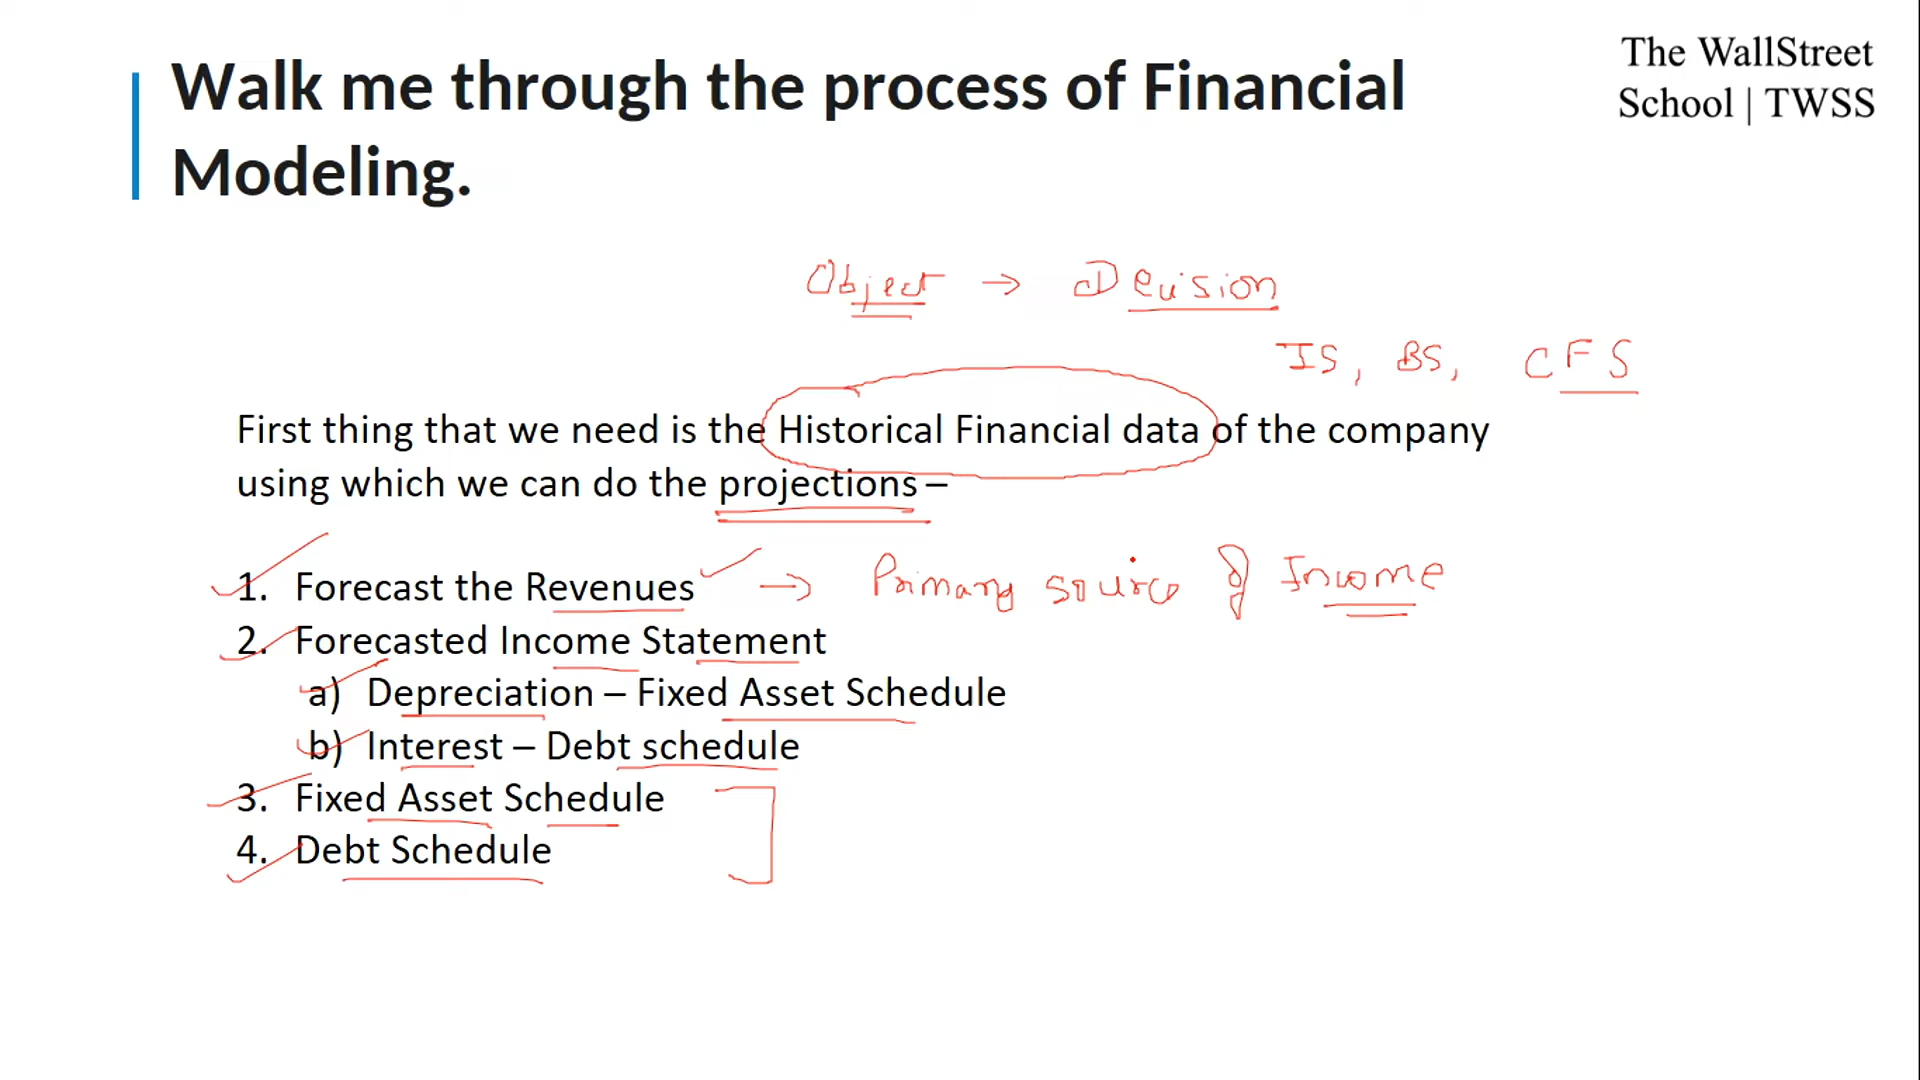 Walk me through the process of Financial
Modeling.
The WallStreet
School | TWSS
Object → Decision
IS, BS, CFS
First thing that we need is the Historical Financial data of the company
using which we can do the projections –
1. Forecast the Revenues → Primary source of Income
2. Forecasted Income Statement
a) Depreciation – Fixed Asset Schedule
b) Interest – Debt schedule
3. Fixed Asset Schedule
4. Debt Schedule